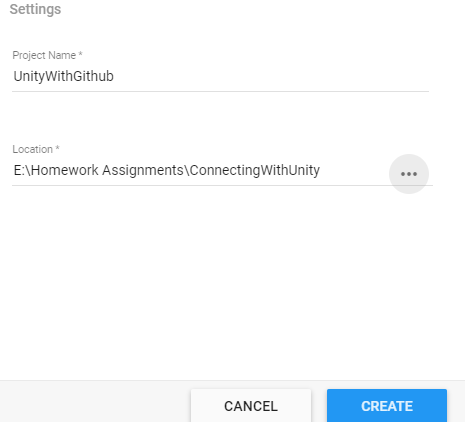 Settings
Project Name *
UnityWithGithub
Location *
E:\Homework Assignments\ConnectingWithUnity
CANCEL CREATE